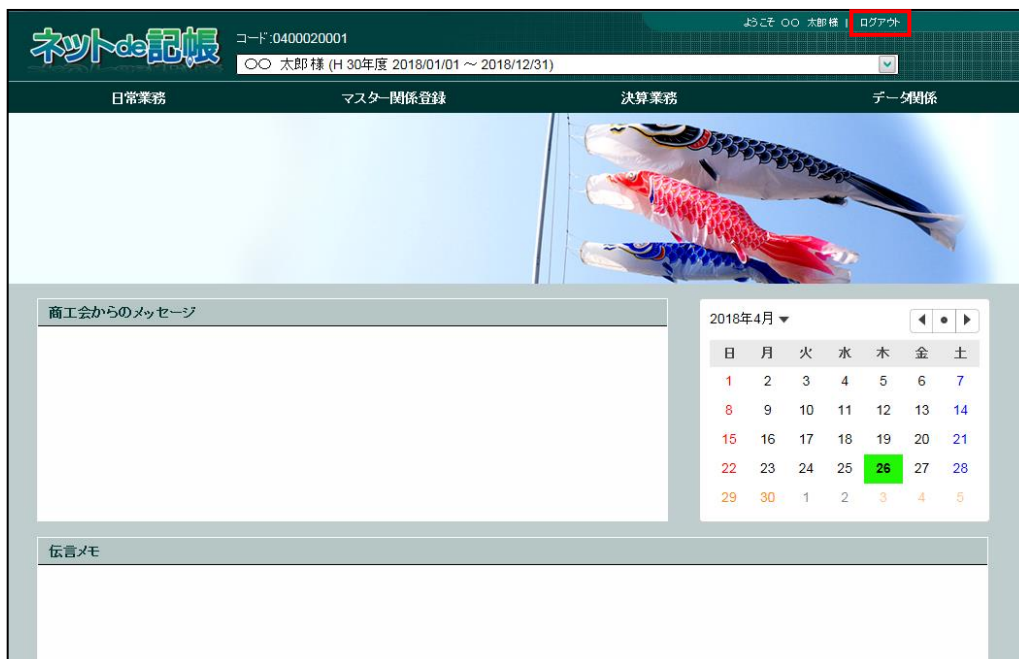 ようこそ 〇〇 太郎 様 | ログアウト
ネットde記帳
コード:0400020001
〇〇 太郎 様 (H 30年度 2018/01/01 ～ 2018/12/31)
日常業務 マスター関係登録 決算業務 データ関係
商工会からのメッセージ
2018年4月
日 月 火 水 木 金 土
1 2 3 4 5 6 7
8 9 10 11 12 13 14
15 16 17 18 19 20 21
22 23 24 25 26 27 28
29 30 1 2 3 4 5
伝言メモ